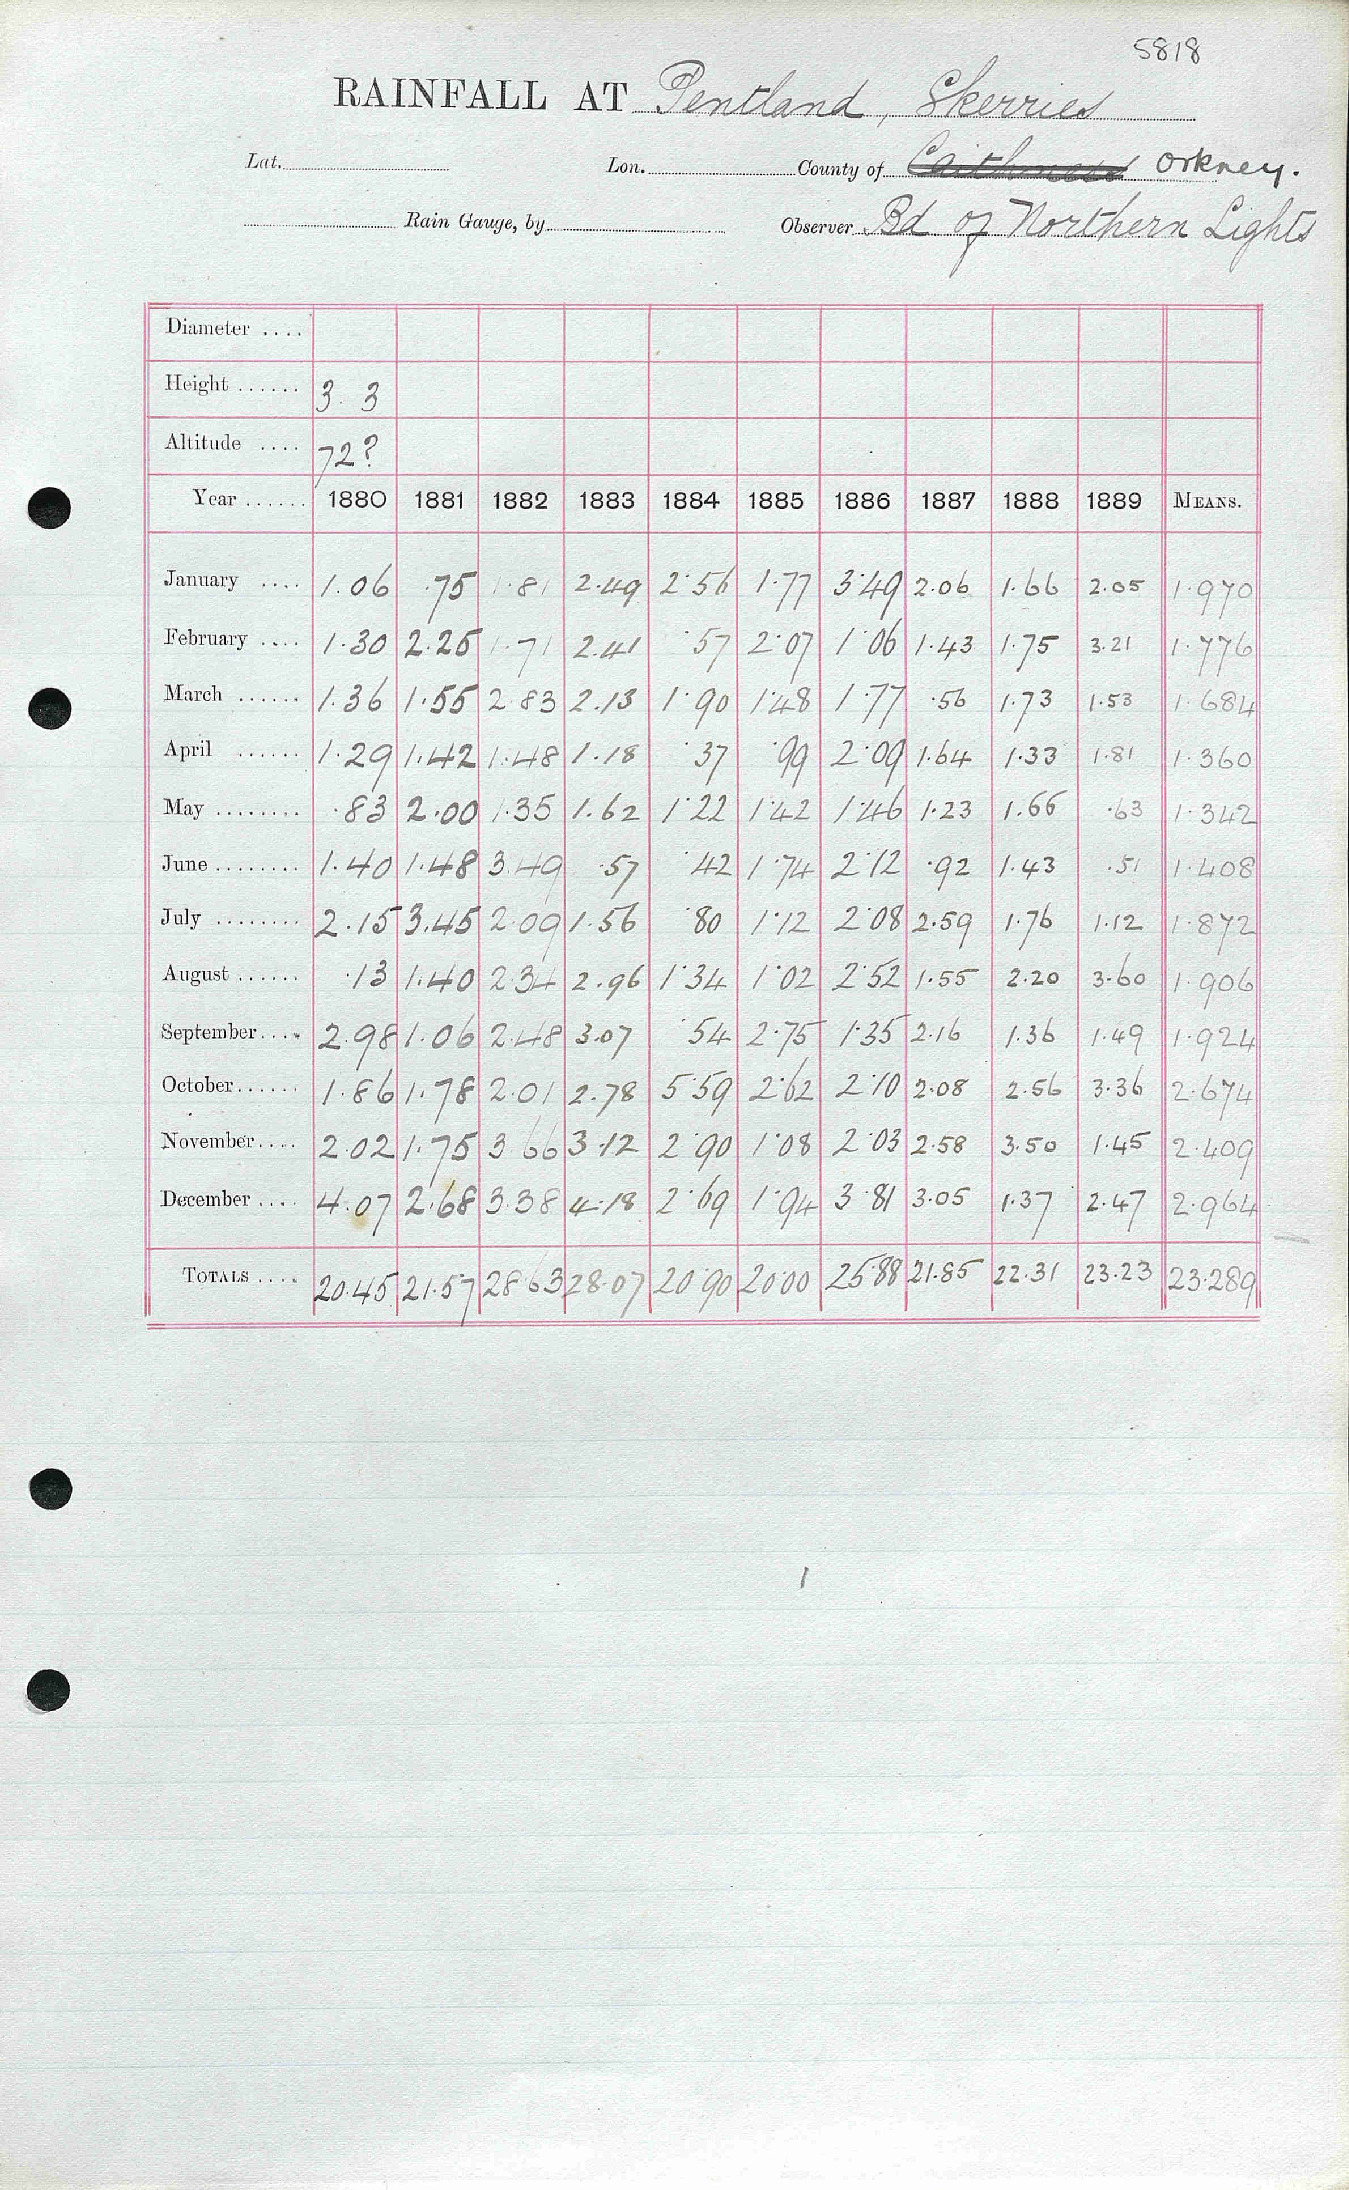 5818
RAINFALL AT Pentland, Skerries
Lat. Lon. County of Caithness Orkney.
Rain Gauge, by Observer Bd of Northern Lights
Diameter ....
Height ...... 3. 3
Altitude .... 72?
Year ...... 1880 1881 1882 1883 1884 1885 1886 1887 1888 1889 MEANS.
January .... 1.06 .75 1.81 2.49 2.56 1.77 3.49 2.06 1.66 2.05 1.970
February .... 1.30 2.25 1.71 2.41 .57 2.07 1.06 1.43 1.75 3.21 1.776
March ...... 1.36 1.55 2.83 2.13 1.90 1.48 1.77 .56 1.73 1.53 1.684
April ...... 1.29 1.42 1.48 1.18 .37 .99 2.09 1.64 1.33 1.81 1.360
May ........ .83 2.00 1.35 1.62 1.22 1.42 1.46 1.23 1.66 .63 1.342
June ........ 1.40 1.48 3.49 .57 .42 1.74 2.12 .92 1.43 .51 1.408
July ........ 2.15 3.45 2.09 1.56 .80 1.12 2.08 2.59 1.76 1.12 1.872
August ...... .13 1.40 2.34 2.96 1.34 1.02 2.52 1.55 2.20 3.60 1.906
September.... 2.98 1.06 2.48 3.07 .54 2.75 1.35 2.16 1.36 1.49 1.924
October...... 1.86 1.78 2.01 2.78 5.59 2.62 2.10 2.08 2.56 3.36 2.674
November.... 2.02 1.75 3.66 3.12 2.90 1.08 2.03 2.58 3.50 1.45 2.409
December .... 4.07 2.68 3.38 4.18 2.69 1.94 3.81 3.05 1.37 2.47 2.964
TOTALS .... 20.45 21.57 28.63 28.07 20.90 20.00 25.88 21.85 22.31 23.23 23.289